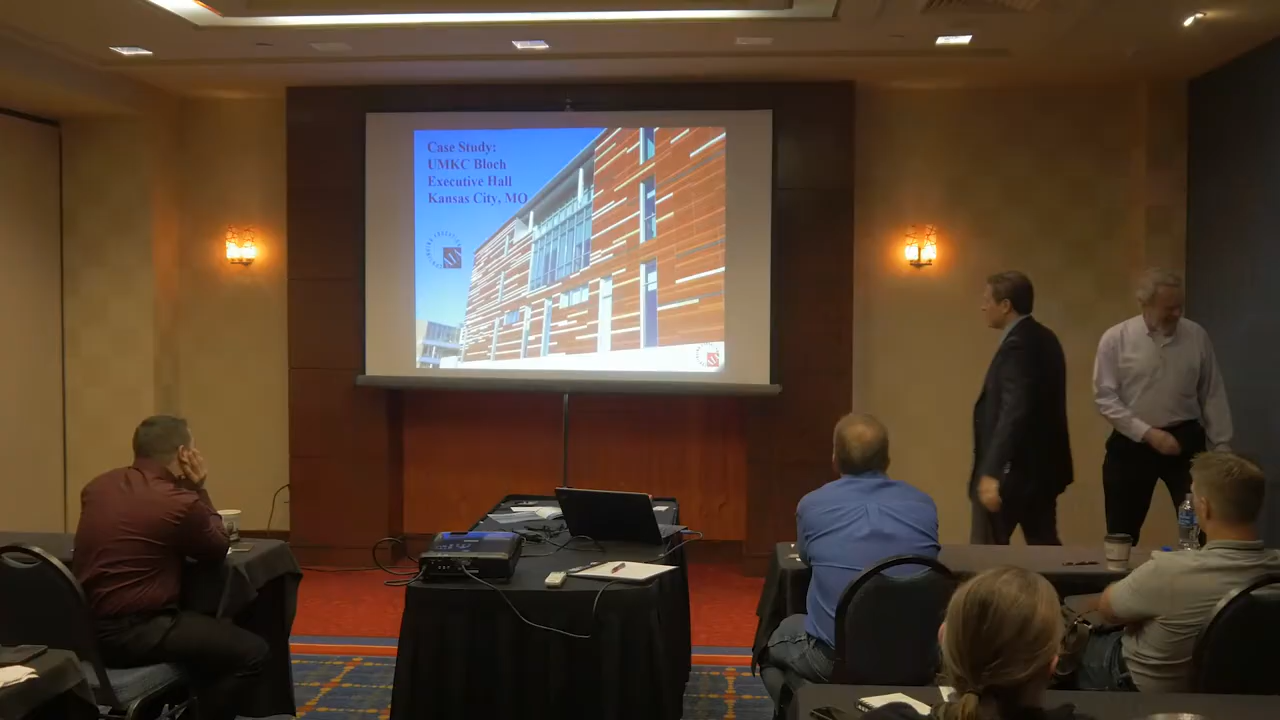 Case Study:
UMKC Bloch
Executive Hall
Kansas City, MO